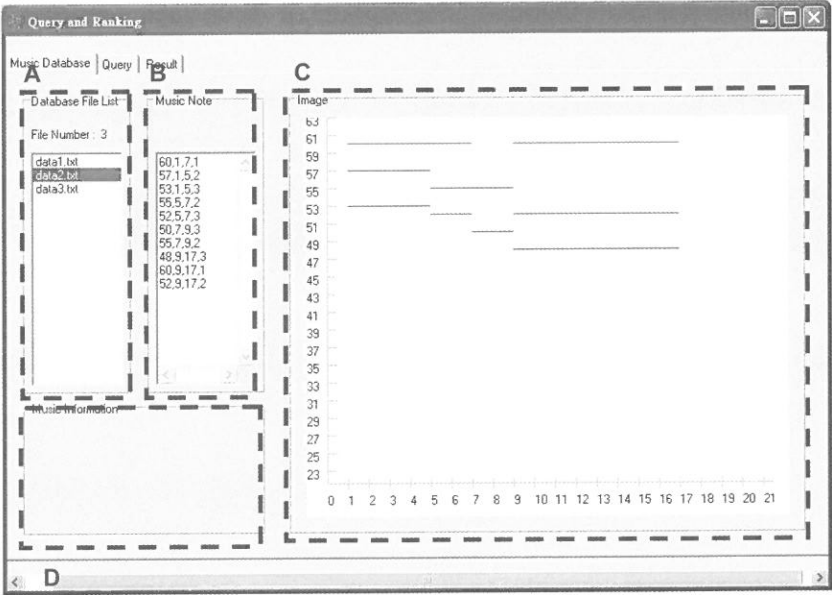 Query and Ranking
Music Database Query Result
A B C
Database File List
File Number : 3
data1.txt
data2.txt
data3.txt
Music Note
60,1,7,1
57,1,5,2
53,1,5,3
55,5,7,2
52,5,7,3
50,7,9,3
55,7,9,2
48,9,17,3
60,9,17,1
52,9,17,2
Image
63
61
59
57
55
53
51
49
47
45
43
41
39
37
35
33
31
29
27
25
23
0 1 2 3 4 5 6 7 8 9 10 11 12 13 14 15 16 17 18 19 20 21
Music Information
D